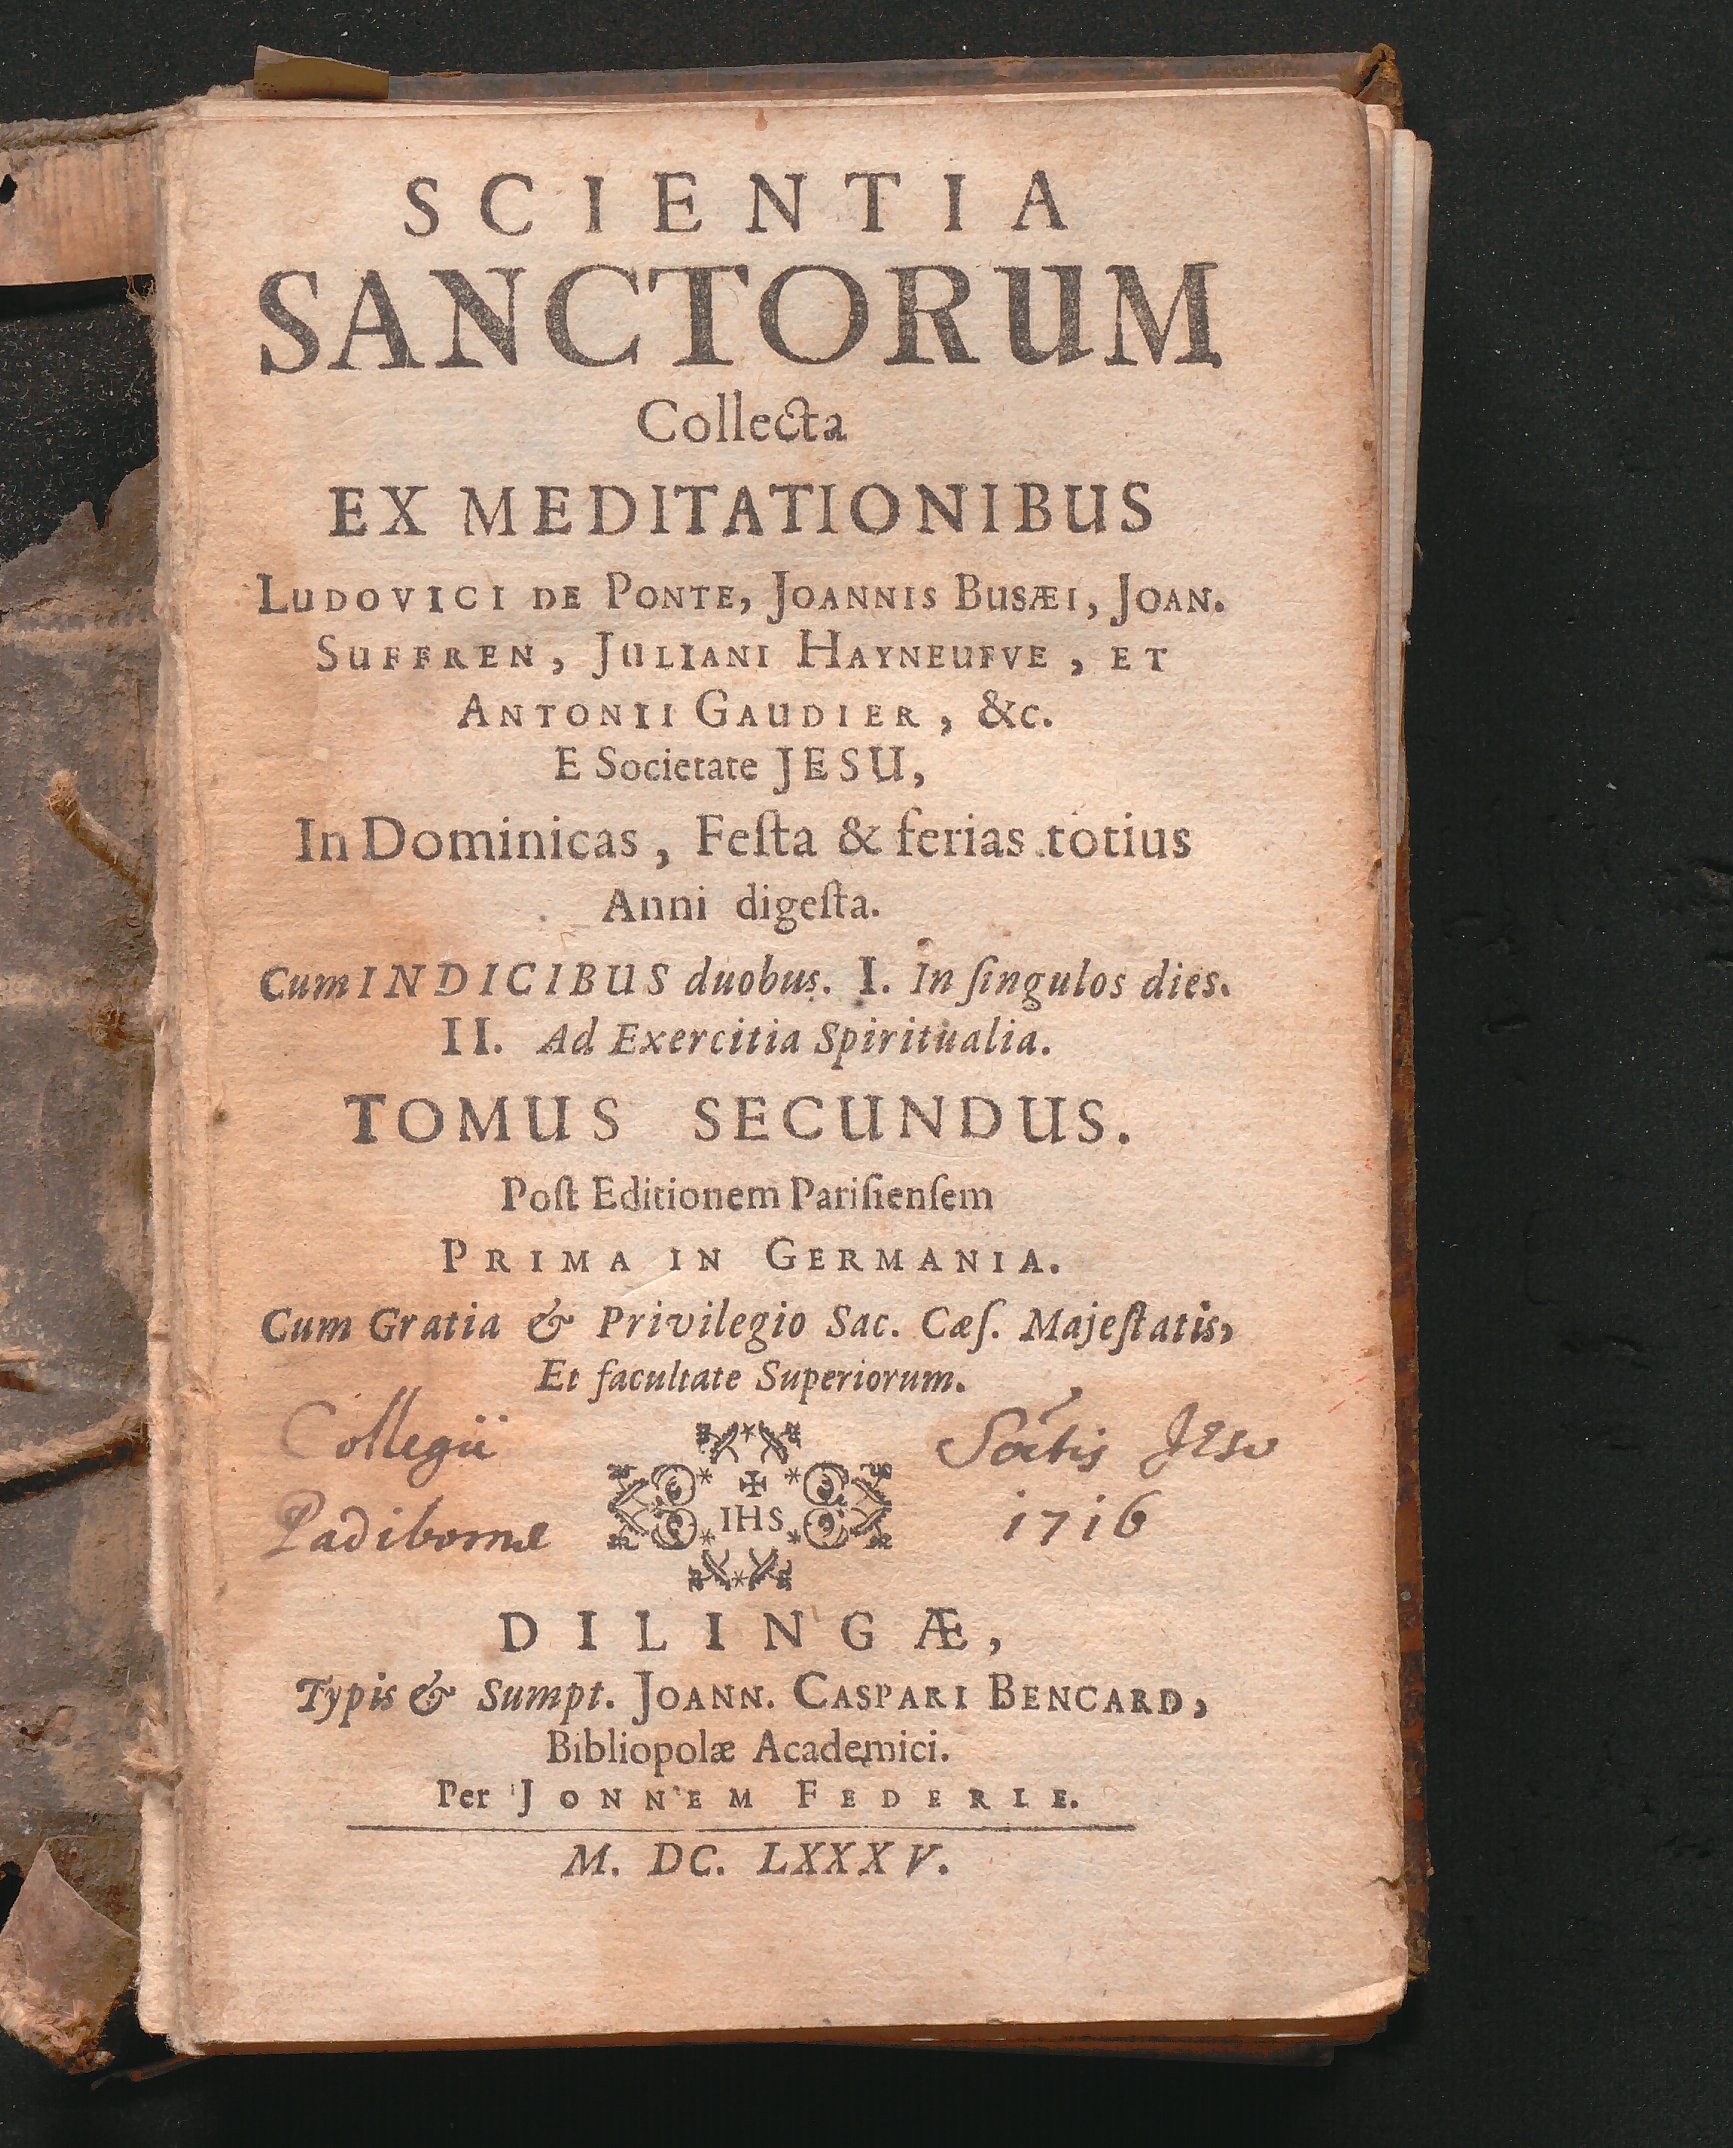 SCIENTIA
SANCTORUM
Collecta
EX MEDITATIONIBUS
LUDOVICI DE PONTE, JOANNIS BUSÆI, JOAN.
SUFFREN, JULIANI HAYNEUFVE, ET
ANTONII GAUDIER, &c.
E Societate JESU,
In Dominicas, Feſta & ferias totius
Anni digeſta.
Cum INDICIBUS duobus. I. In ſingulos dies.
II. Ad Exercitia Spiritualia.
TOMUS SECUNDUS.
Poſt Editionem Pariſienſem
PRIMA IN GERMANIA.
Cum Gratia & Privilegio Sac. Cæſ. Majeſtatis,
Et facultate Superiorum.
Collegii Soctis Jesu
IHS
Padibornæ 1716
DILINGÆ,
Typis & Sumpt. JOANN. CASPARI BENCARD,
Bibliopolæ Academici.
Per JONNEM FEDERLE.
M. DC. LXXXV.